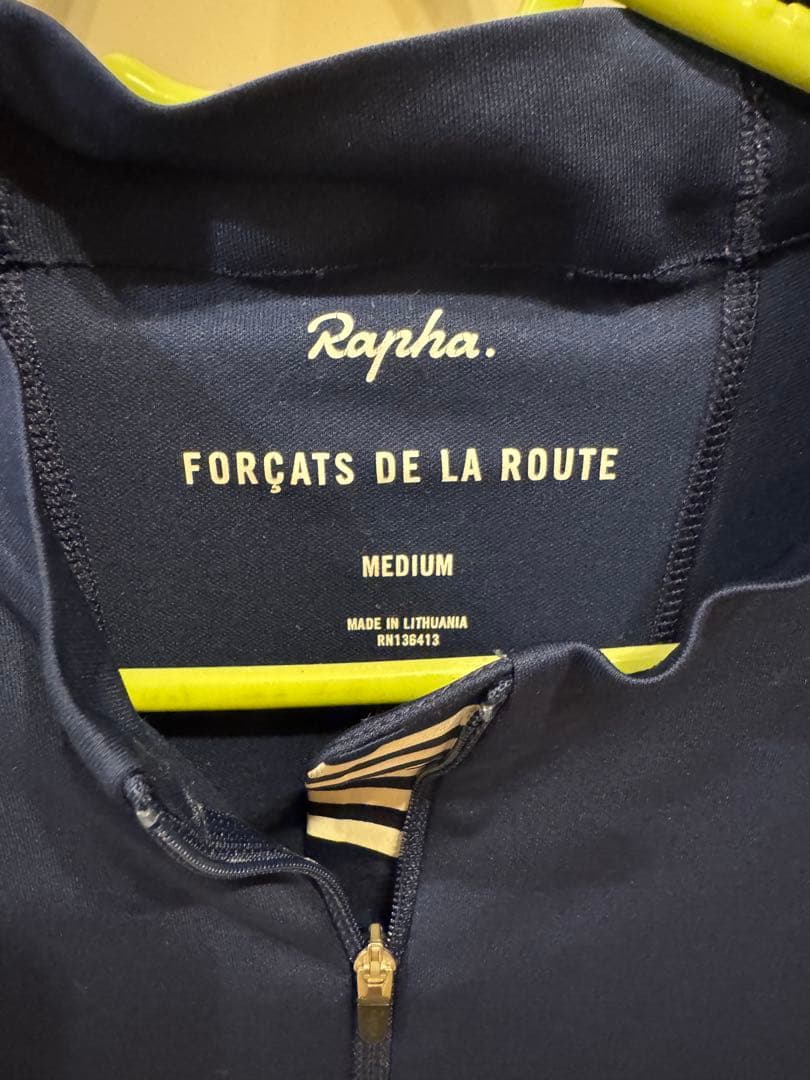 Rapha.
FORÇATS DE LA ROUTE
MEDIUM
MADE IN LITHUANIA
RN136413